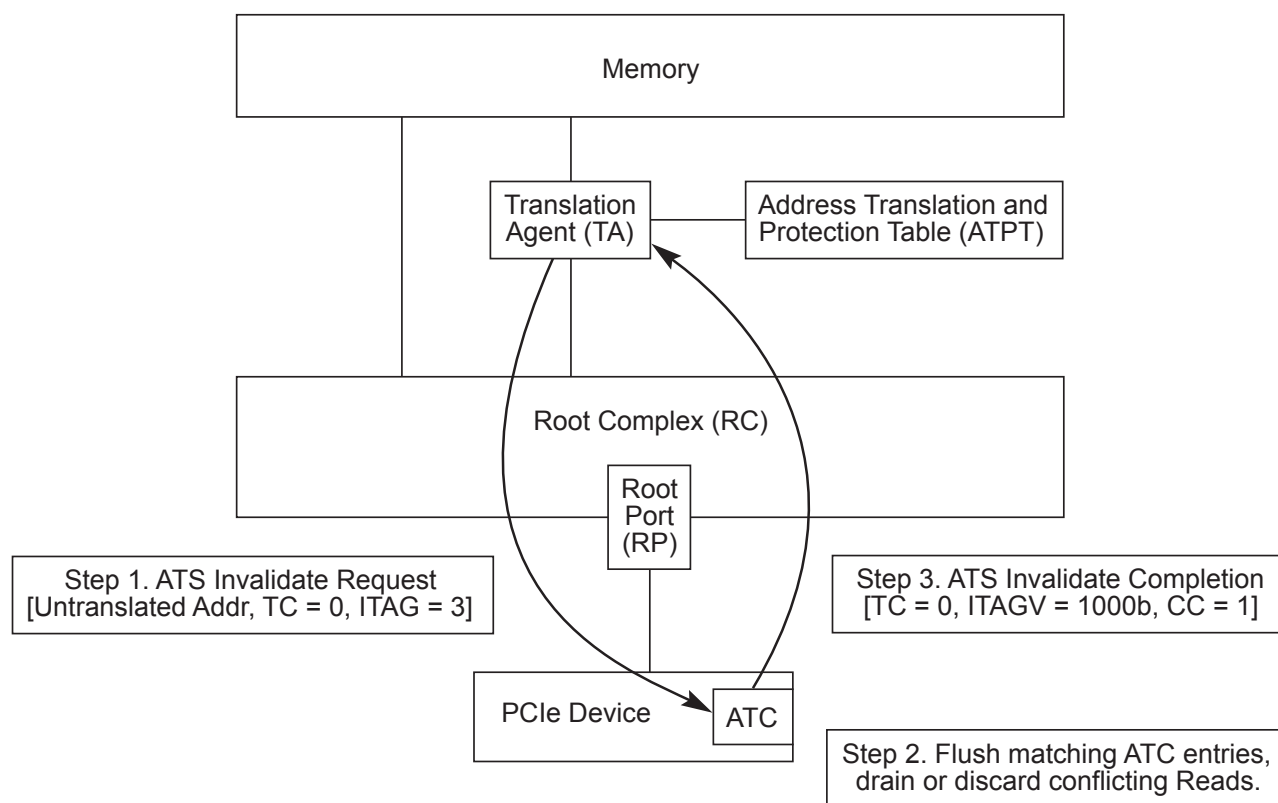 Memory
Translation
Agent (TA)
Address Translation and
Protection Table (ATPT)
Root Complex (RC)
Root
Port
(RP)
Step 1. ATS Invalidate Request
[Untranslated Addr, TC = 0, ITAG = 3]
Step 3. ATS Invalidate Completion
[TC = 0, ITAGV = 1000b, CC = 1]
PCIe Device
ATC
Step 2. Flush matching ATC entries,
drain or discard conflicting Reads.